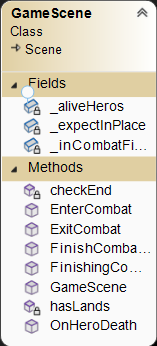 GameScene
Class
Scene
Fields
_aliveHeros
_expectInPlace
_inCombatFi...
Methods
checkEnd
EnterCombat
ExitCombat
FinishComba...
FinishingCo...
GameScene
hasLands
OnHeroDeath